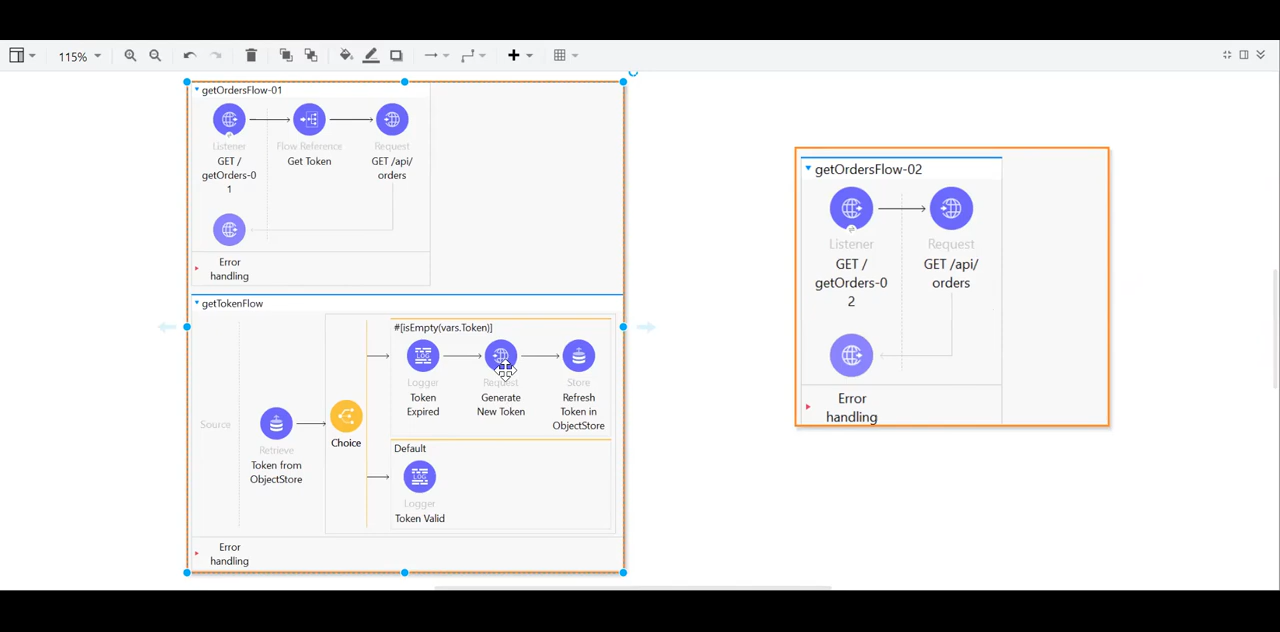 115%
getOrdersFlow-01
Listener
Flow Reference
Request
GET /
getOrders-0
1
Get Token
GET /api/
orders
Error
handling
getTokenFlow
#[isEmpty(vars.Token)]
LOG
Logger
Request
Store
Token
Expired
Generate
New Token
Refresh
Token in
ObjectStore
Source
Retrieve
Token from
ObjectStore
Choice
Default
LOG
Logger
Token Valid
Error
handling
getOrdersFlow-02
Listener
Request
GET /
getOrders-0
2
GET /api/
orders
Error
handling